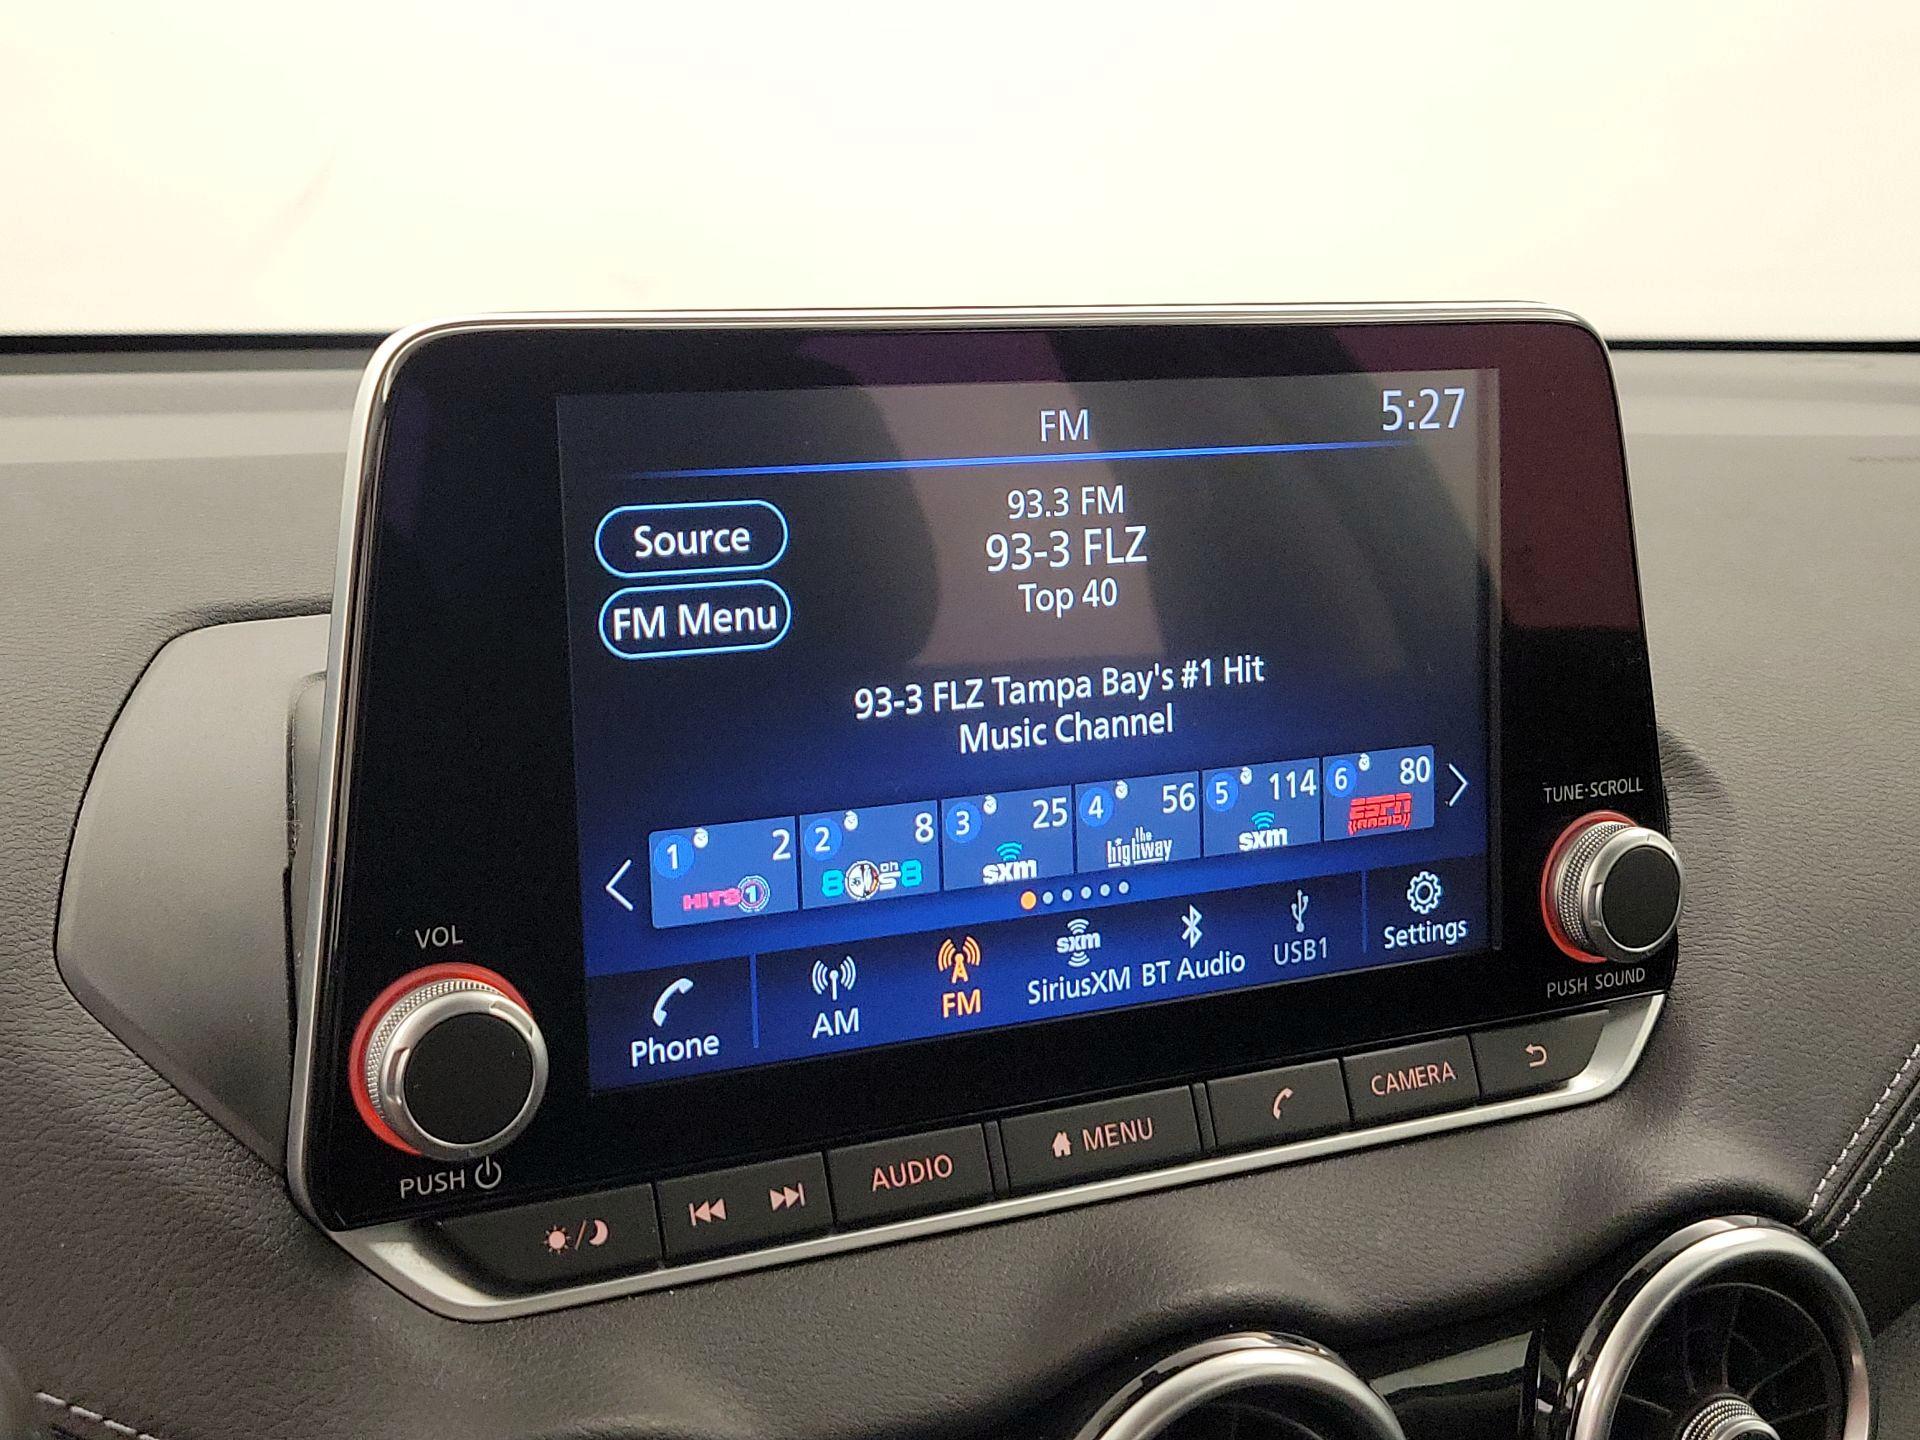 FM
5:27
Source
FM Menu
93.3 FM
93-3 FLZ
Top 40
93-3 FLZ Tampa Bay's #1 Hit
Music Channel
1 2
HITS 1
2 8
80s on 8
3 25
sxm
4 56
the highway
5 114
sxm
6 80
ESPN RADIO
Phone
AM
FM
sxm
SiriusXM
BT Audio
USB1
Settings
VOL
PUSH
TUNE·SCROLL
PUSH SOUND
AUDIO
MENU
CAMERA